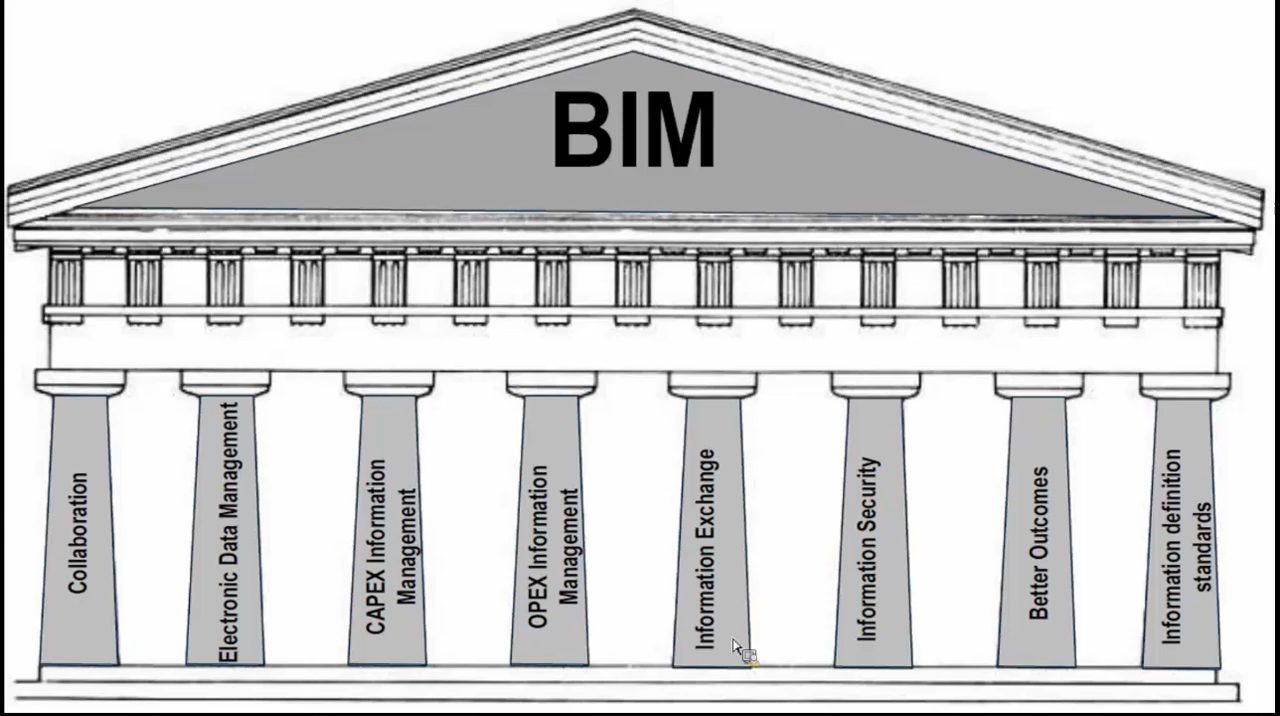 BIM
Collaboration
Electronic Data Management
CAPEX Information
Management
OPEX Information
Management
Information Exchange
Information Security
Better Outcomes
Information definition
standards